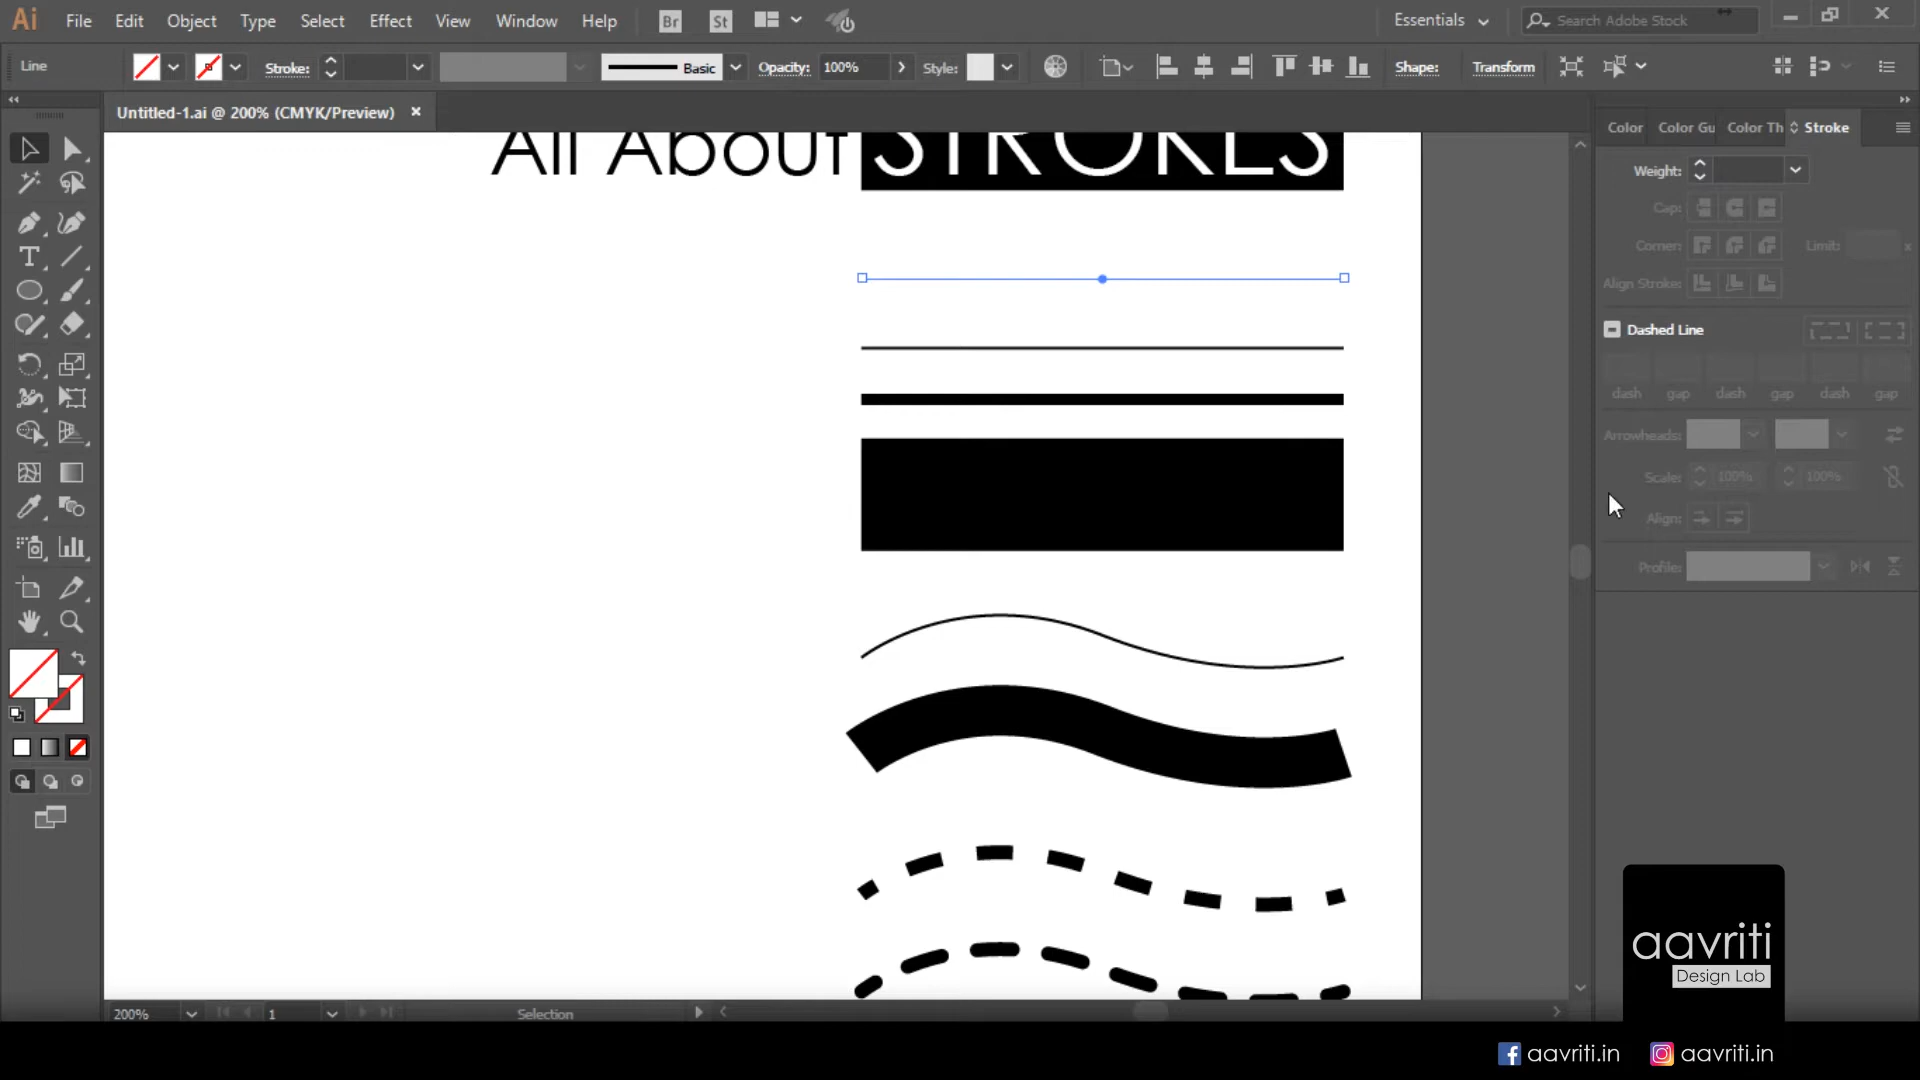 Ai File Edit Object Type Select Effect View Window Help Br St Essentials Search Adobe Stock
Line Stroke: Basic Opacity: 100% Style: Shape: Transform
Untitled-1.ai @ 200% (CMYK/Preview)
Color Color Gu Color Th Stroke
All About STROKES
Weight:
Cap:
Corner: Limit: x
Align Stroke:
Dashed Line
dash gap dash gap dash gap
Arrowheads:
Scale: 100% 100%
Align:
Profile:
T
aavriti
Design Lab
200% 1 Selection
aavriti.in aavriti.in